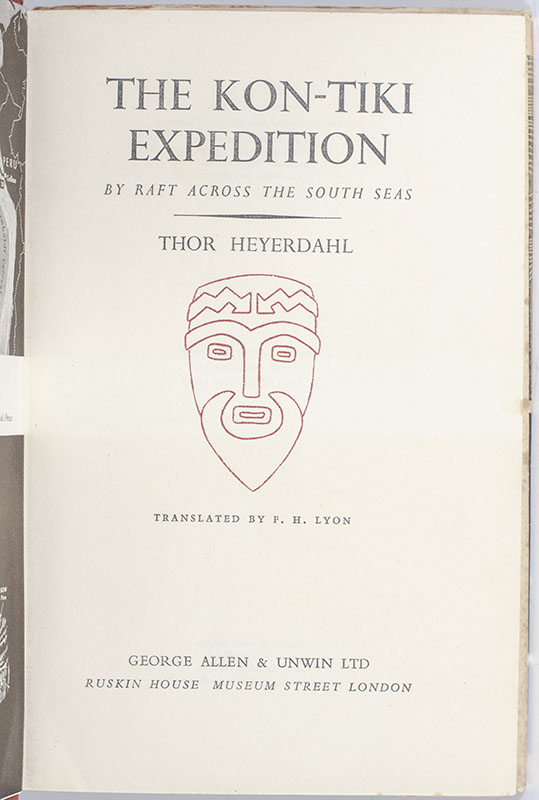 THE KON-TIKI
EXPEDITION
BY RAFT ACROSS THE SOUTH SEAS
THOR HEYERDAHL
TRANSLATED BY F. H. LYON
GEORGE ALLEN & UNWIN LTD
RUSKIN HOUSE MUSEUM STREET LONDON
PERU